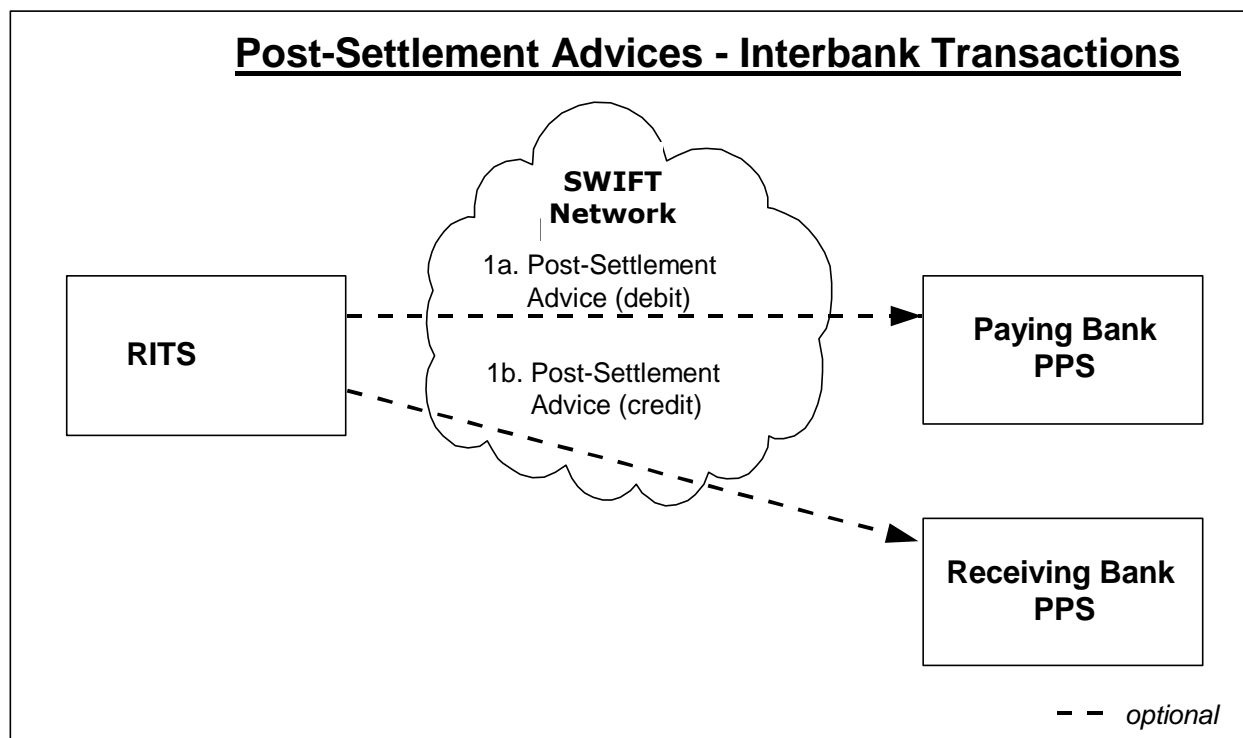 Post-Settlement Advices - Interbank Transactions
SWIFT
Network
1a. Post-Settlement
Advice (debit)
RITS
Paying Bank
PPS
1b. Post-Settlement
Advice (credit)
Receiving Bank
PPS
optional